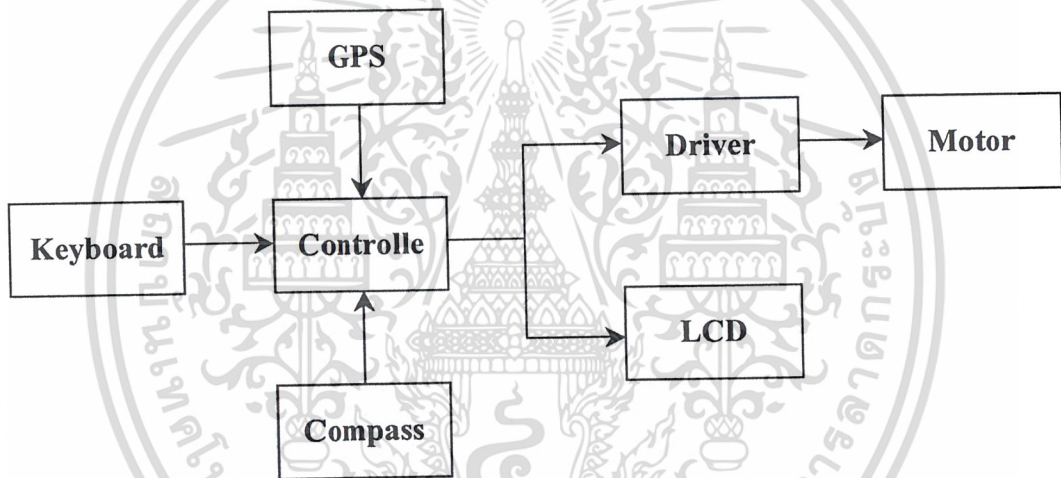 GPS
Driver
Motor
Keyboard
Controlle
LCD
Compass